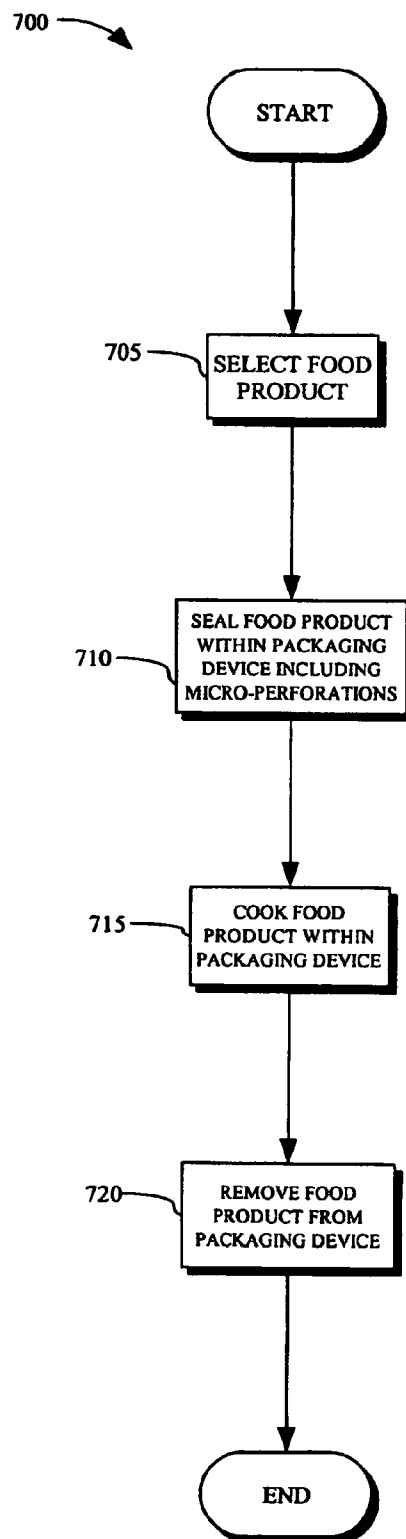 700
START
705
SELECT FOOD
PRODUCT
710
SEAL FOOD PRODUCT
WITHIN PACKAGING
DEVICE INCLUDING
MICRO-PERFORATIONS
715
COOK FOOD
PRODUCT WITHIN
PACKAGING DEVICE
720
REMOVE FOOD
PRODUCT FROM
PACKAGING DEVICE
END